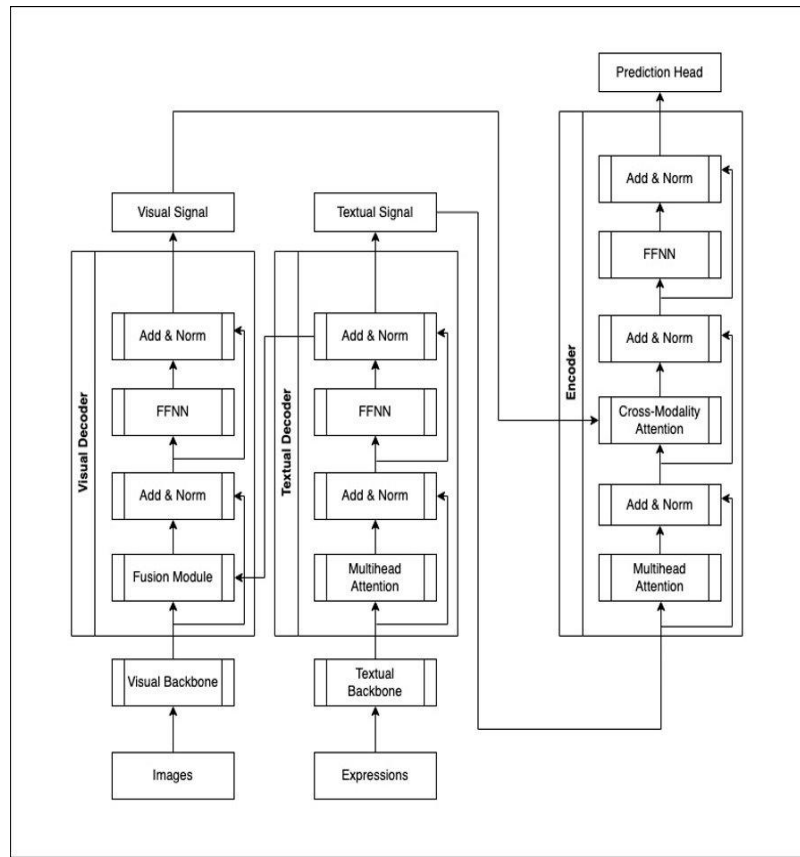 Prediction Head
Encoder
Add & Norm
FFNN
Add & Norm
Cross-Modality
Attention
Add & Norm
Multihead
Attention
Visual Signal
Textual Signal
Visual Decoder
Add & Norm
FFNN
Add & Norm
Fusion Module
Textual Decoder
Add & Norm
FFNN
Add & Norm
Multihead
Attention
Visual Backbone
Textual
Backbone
Images
Expressions